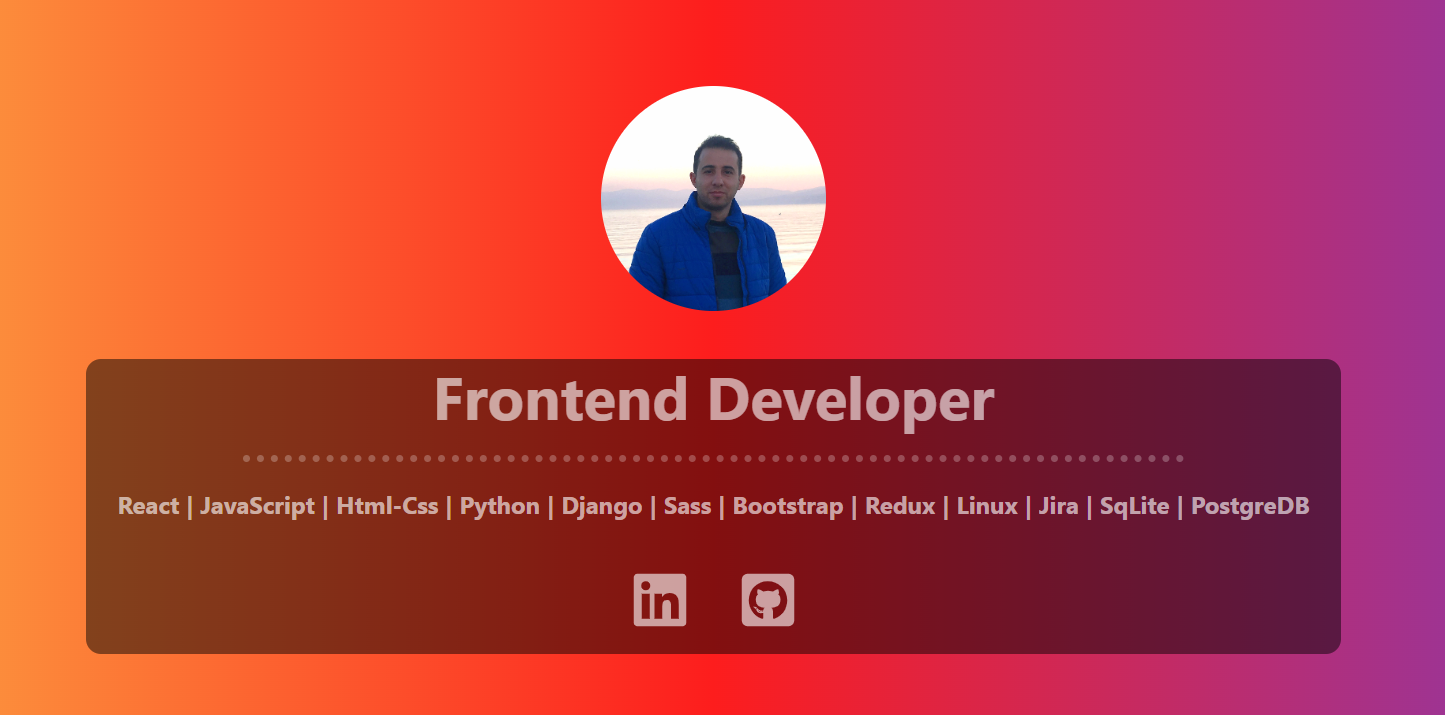 Frontend Developer
React | JavaScript | Html-Css | Python | Django | Sass | Bootstrap | Redux | Linux | Jira | SqLite | PostgreDB
in